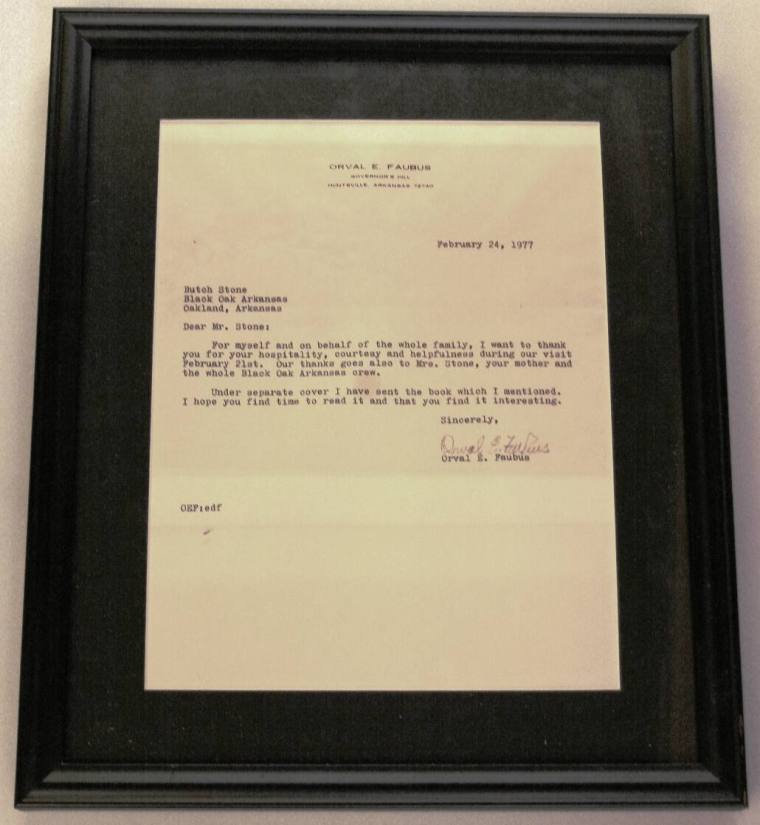 ORVAL E. FAUBUS
GOVERNOR'S HILL
HUNTSVILLE, ARKANSAS 72740
February 24, 1977
Butch Stone
Black Oak Arkansas
Oakland, Arkansas
Dear Mr. Stone:
For myself and on behalf of the whole family, I want to thank
you for your hospitality, courtesy and helpfulness during our visit
February 21st. Our thanks goes also to Mrs. Stone, your mother and
the whole Black Oak Arkansas crew.
Under separate cover I have sent the book which I mentioned.
I hope you find time to read it and that you find it interesting.
Sincerely,
Orval E. Faubus
Orval E. Faubus
OEF:edf